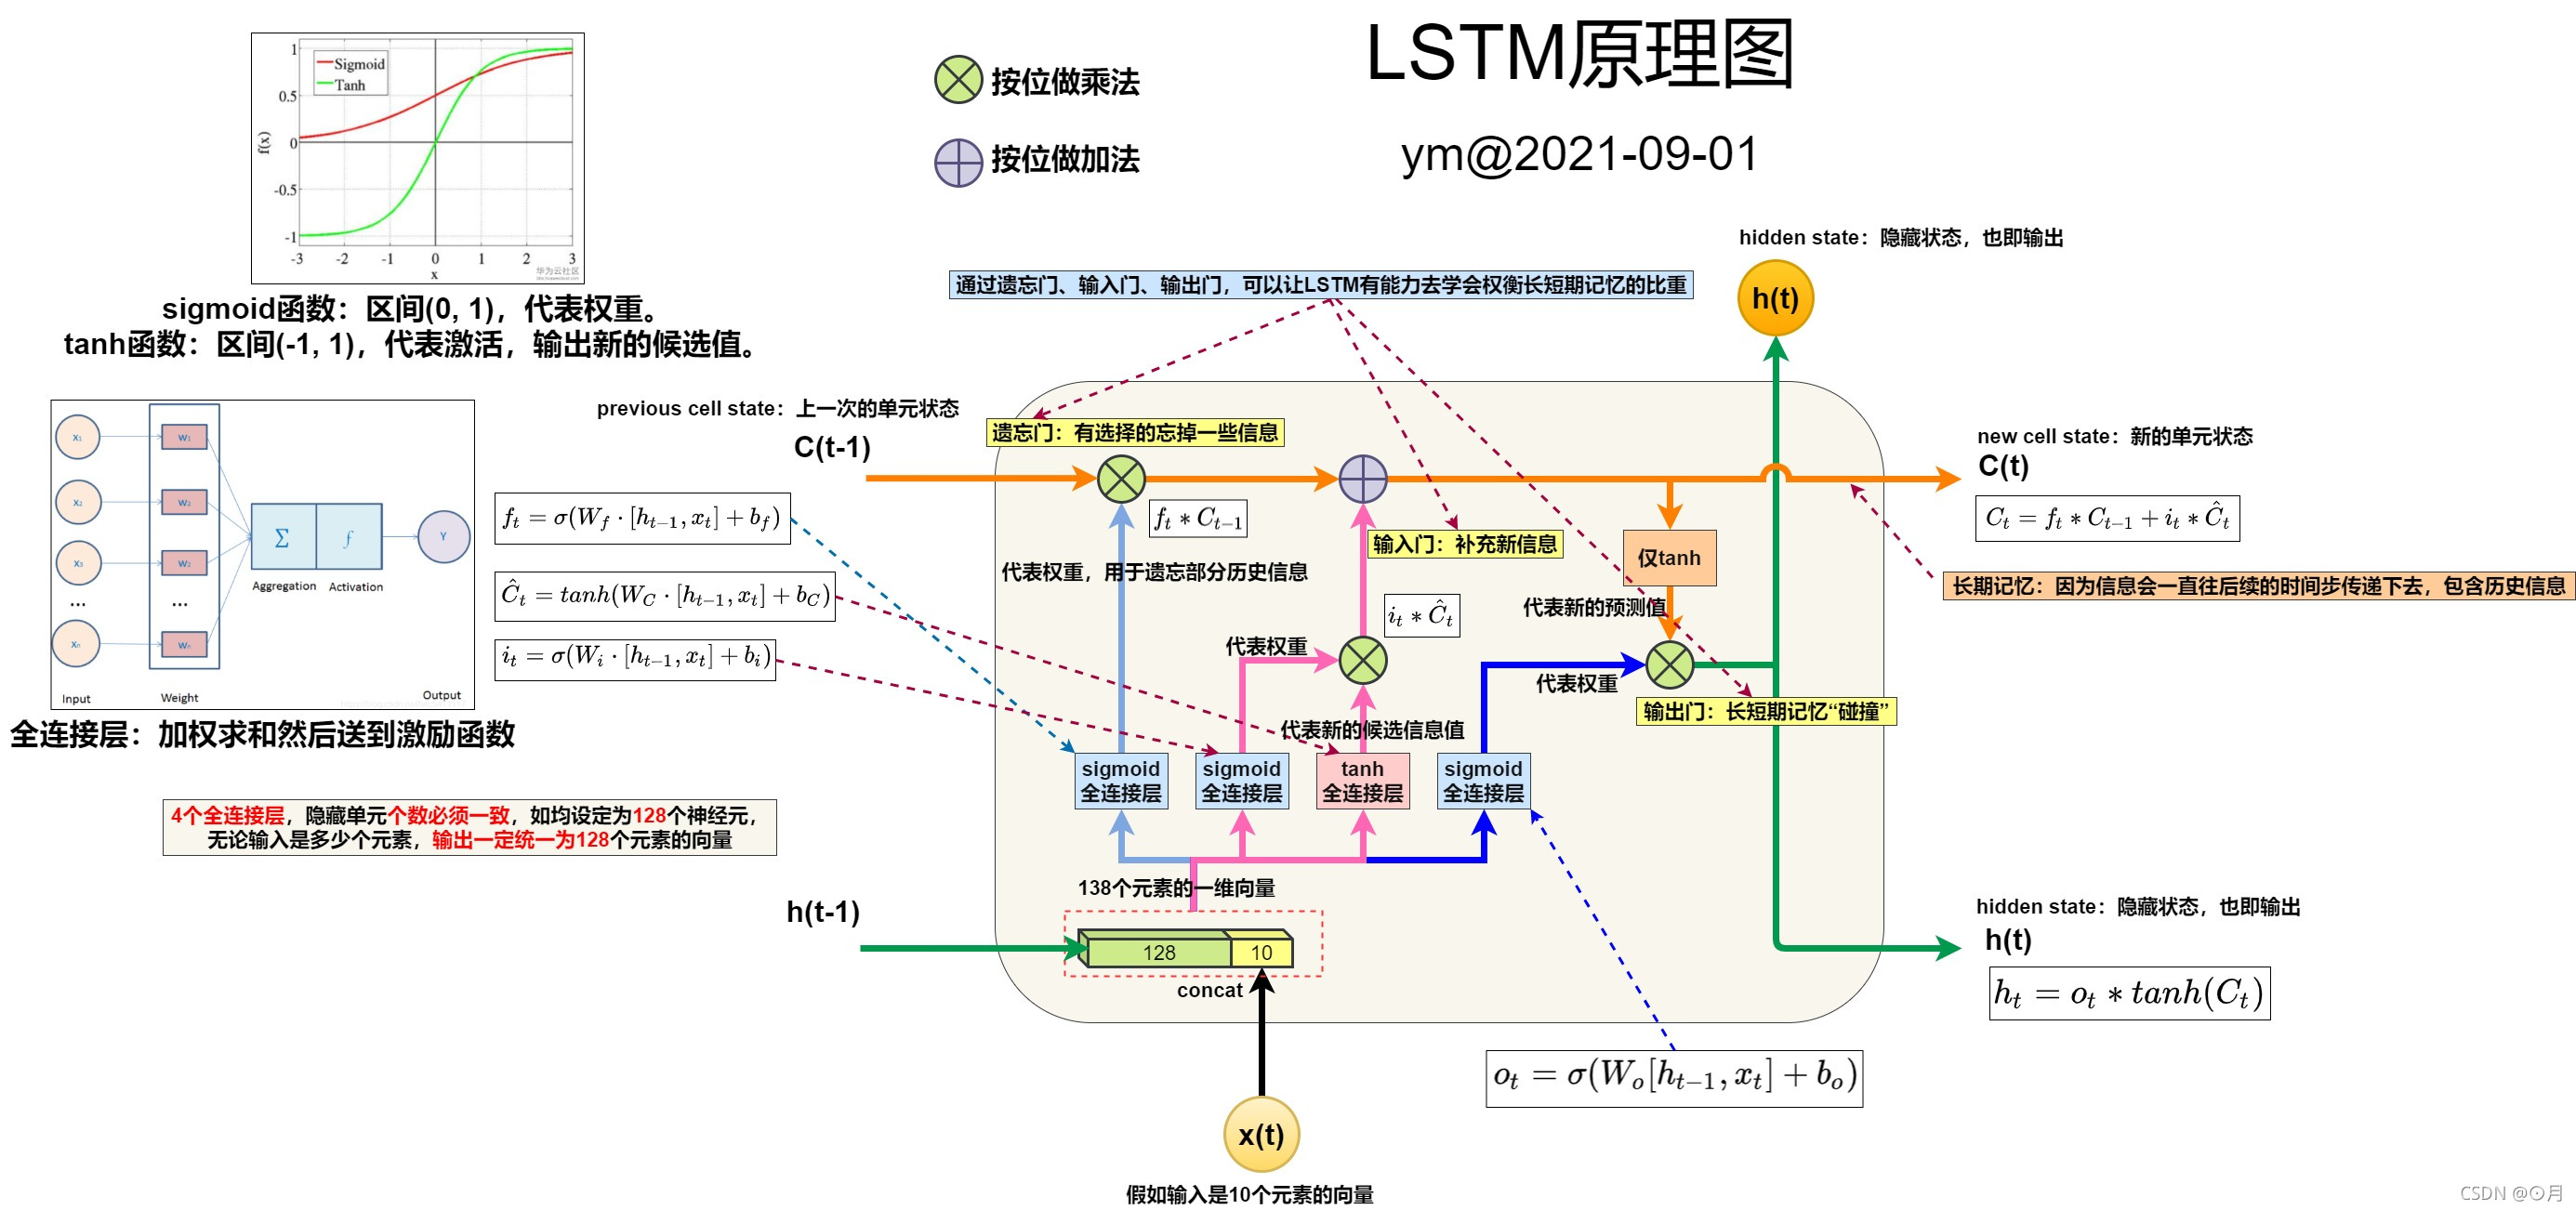 LSTM原理图
ym@2021-09-01
按位做乘法
按位做加法
Sigmoid
Tanh
1
0.5
0
-0.5
-1
f(x)
-3 -2 -1 0 1 2 3
x
华为云社区
sigmoid函数：区间(0, 1)，代表权重。
tanh函数：区间(-1, 1)，代表激活，输出新的候选值。
x₁
x₂
x₃
...
xₙ
w₁
w₂
w₂
...
wₙ
∑
f
Y
Aggregation
Activation
Input
Weight
Output
全连接层：加权求和然后送到激励函数
4个全连接层，隐藏单元个数必须一致，如均设定为128个神经元，
无论输入是多少个元素，输出一定统一为128个元素的向量
通过遗忘门、输入门、输出门，可以让LSTM有能力去学会权衡长短期记忆的比重
hidden state：隐藏状态，也即输出
h(t)
previous cell state：上一次的单元状态
C(t-1)
遗忘门：有选择的忘掉一些信息
new cell state：新的单元状态
C(t)
f_t = σ(W_f · [h_{t−1}, x_t] + b_f)
f_t * C_{t−1}
C_t = f_t * C_{t−1} + i_t * Ĉ_t
输入门：补充新信息
仅tanh
代表权重，用于遗忘部分历史信息
长期记忆：因为信息会一直往后续的时间步传递下去，包含历史信息
Ĉ_t = tanh(W_C · [h_{t−1}, x_t] + b_C)
代表新的预测值
i_t * Ĉ_t
i_t = σ(W_i · [h_{t−1}, x_t] + b_i)
代表权重
代表权重
输出门：长短期记忆“碰撞”
代表新的候选信息值
sigmoid
全连接层
sigmoid
全连接层
tanh
全连接层
sigmoid
全连接层
138个元素的一维向量
h(t-1)
128
10
concat
hidden state：隐藏状态，也即输出
h(t)
h_t = o_t * tanh(C_t)
o_t = σ(W_o[h_{t−1}, x_t] + b_o)
x(t)
假如输入是10个元素的向量
CSDN @⊙月